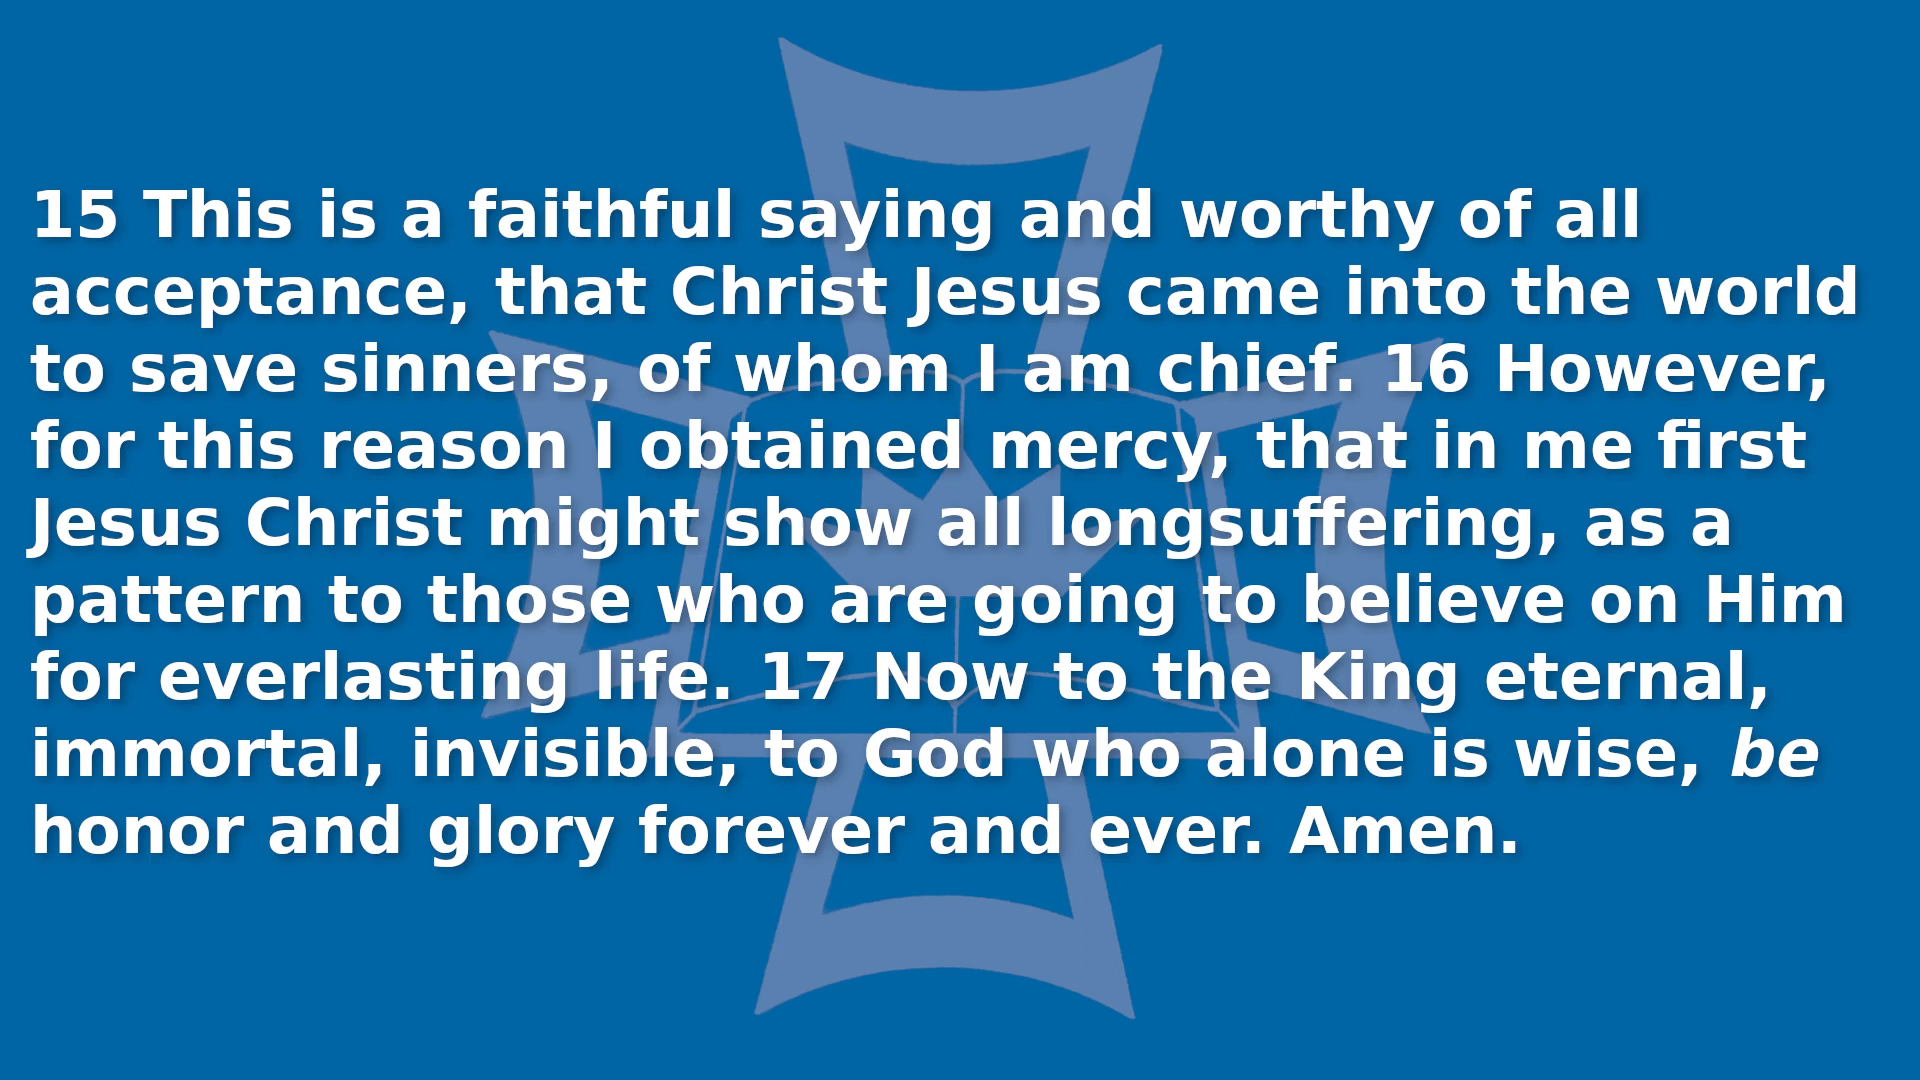 15 This is a faithful saying and worthy of all
acceptance, that Christ Jesus came into the world
to save sinners, of whom I am chief. 16 However,
for this reason I obtained mercy, that in me first
Jesus Christ might show all longsuffering, as a
pattern to those who are going to believe on Him
for everlasting life. 17 Now to the King eternal,
immortal, invisible, to God who alone is wise, be
honor and glory forever and ever. Amen.